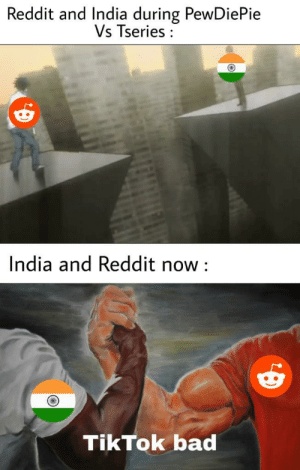 Reddit and India during PewDiePie
Vs Tseries :
India and Reddit now :
TikTok bad